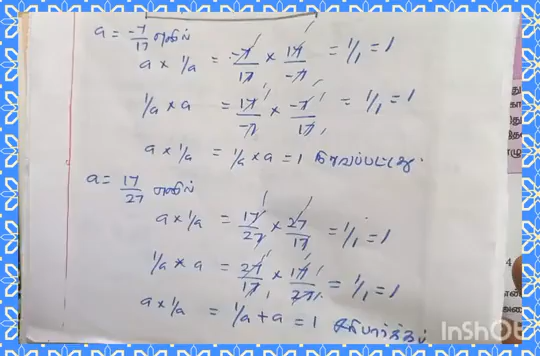 a = -7/17 எனில்
a × 1/a = -7/17 × 17/-7 = 1/1 = 1
1/a × a = 17/-7 × -7/17 = 1/1 = 1
a × 1/a = 1/a × a = 1 நிரூபிக்கப்பட்டது.
a = 17/27 எனில்
a × 1/a = 17/27 × 27/17 = 1/1 = 1
1/a × a = 27/17 × 17/27 = 1/1 = 1
a × 1/a = 1/a + a = 1
InShOt